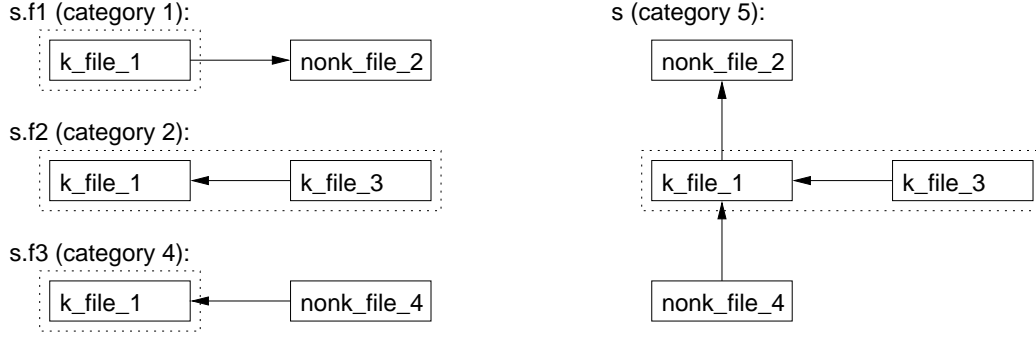 s.f1 (category 1):
k_file_1
nonk_file_2
s.f2 (category 2):
k_file_1
k_file_3
s.f3 (category 4):
k_file_1
nonk_file_4
s (category 5):
nonk_file_2
k_file_1
k_file_3
nonk_file_4